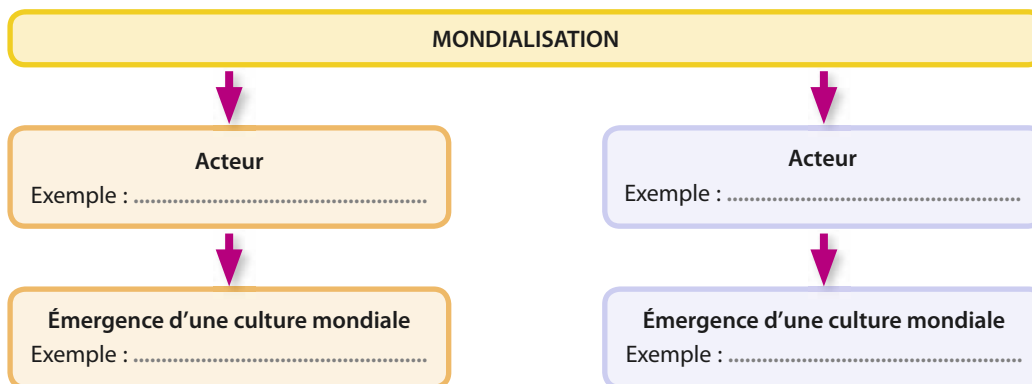 MONDIALISATION
Acteur
Exemple : ......................................................
Acteur
Exemple : ......................................................
Émergence d’une culture mondiale
Exemple : ......................................................
Émergence d’une culture mondiale
Exemple : ......................................................